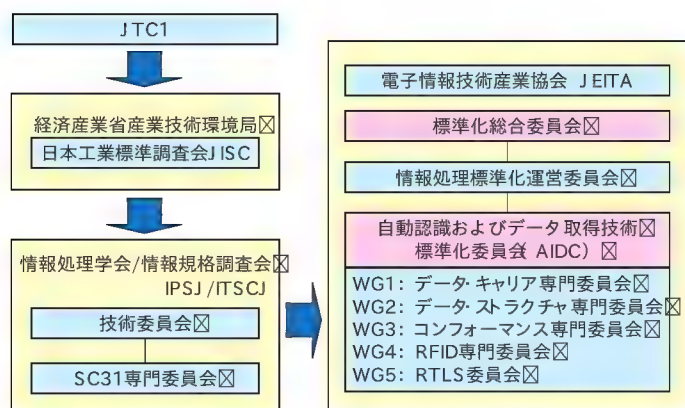 JTC1
経済産業省産業技術環境局☒
日本工業標準調査会JISC
情報処理学会/情報規格調査会☒
IPSJ/ITSCJ
技術委員会☒
SC31専門委員会☒
電子情報技術産業協会 JEITA
標準化総合委員会☒
情報処理標準化運営委員会☒
自動認識およびデータ取得技術☒
標準化委員会(AIDC)☒
WG1: データ・キャリア専門委員会☒
WG2: データ・ストラクチャ専門委員会☒
WG3: コンフォーマンス専門委員会☒
WG4: RFID専門委員会☒
WG5: RTLS委員会☒